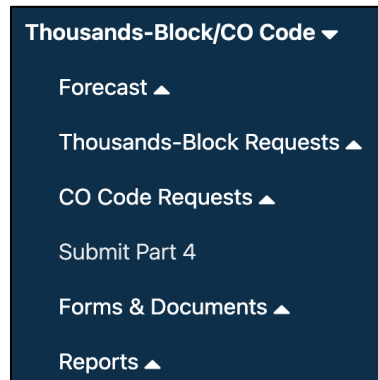 Thousands-Block/CO Code
Forecast
Thousands-Block Requests
CO Code Requests
Submit Part 4
Forms & Documents
Reports